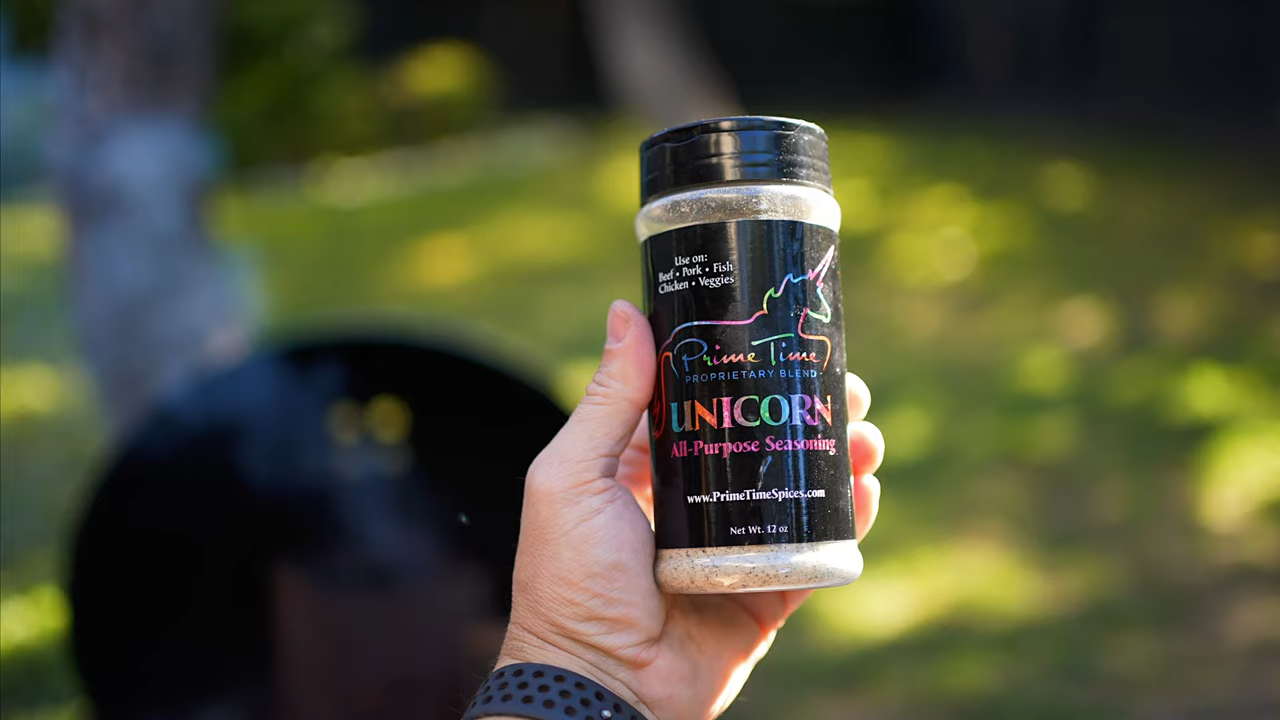 Use on:
Beef • Pork • Fish
Chicken • Veggies
Prime Time
PROPRIETARY BLEND
UNICORN
All-Purpose Seasoning
www.PrimeTimeSpices.com
Net Wt. 12 oz